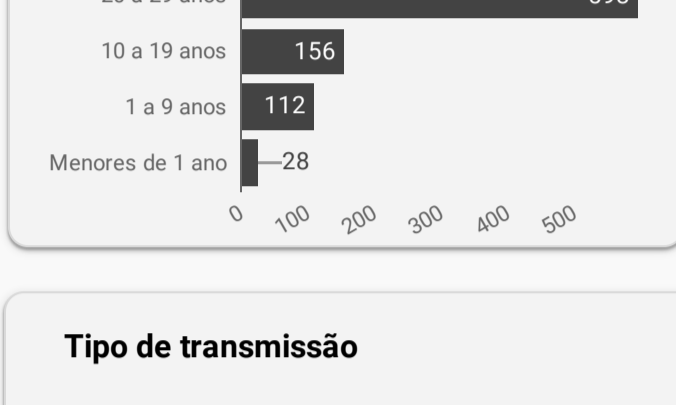 10 a 19 anos 156
1 a 9 anos 112
Menores de 1 ano 28
0 100 200 300 400 500
Tipo de transmissão